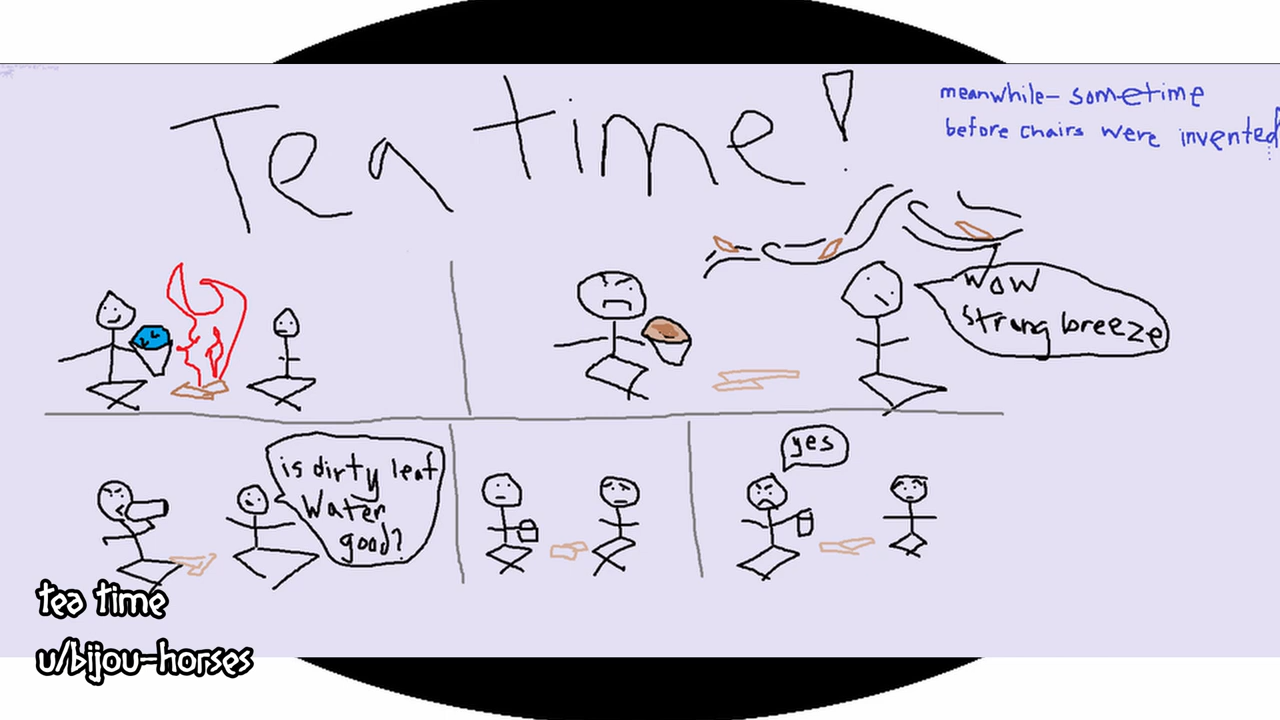 Tea time!
meanwhile- sometime
before chairs were invented
wow
strong breeze
is dirty leaf
Water
good?
yes
tea time
u/bijou-horses